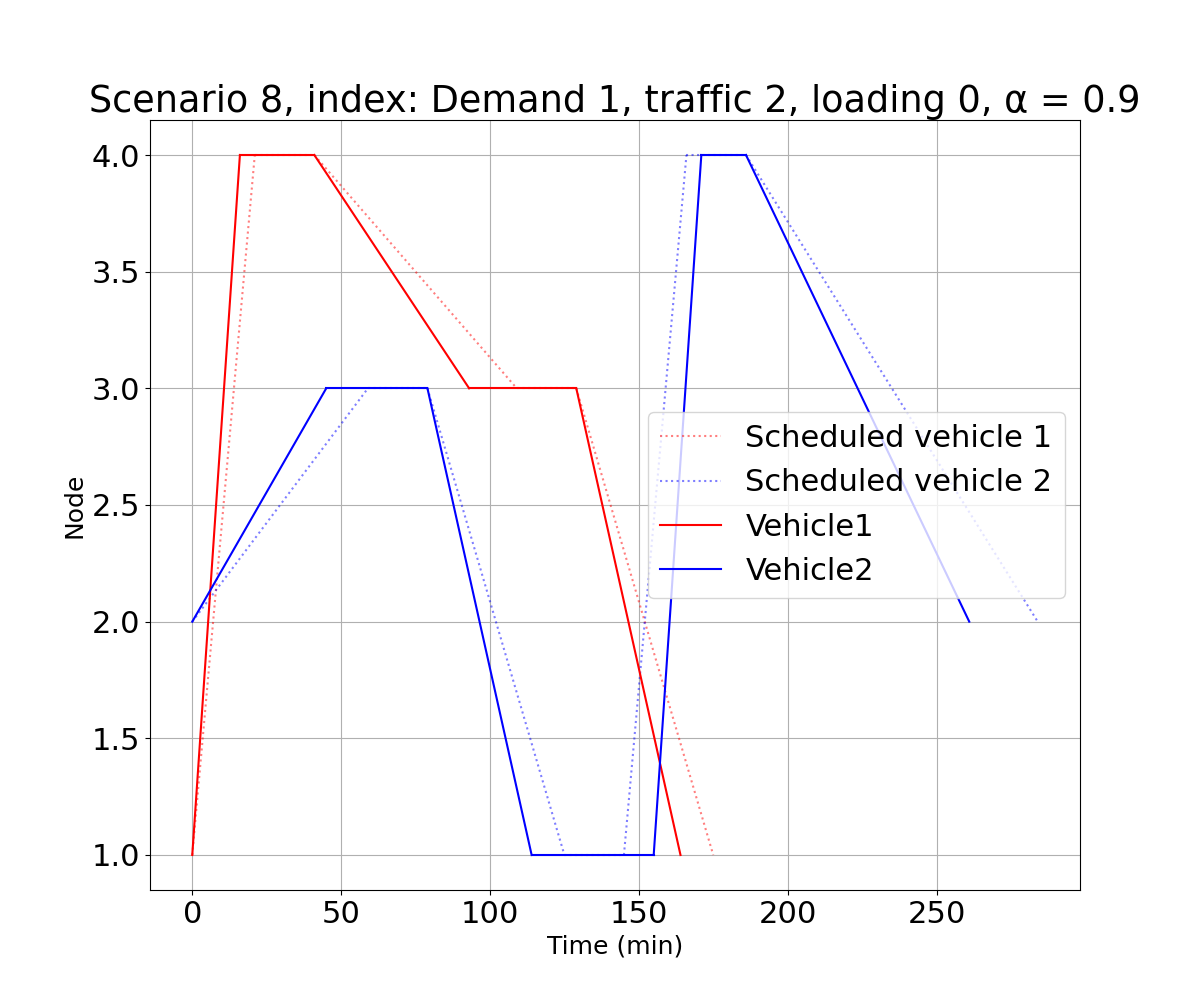 Scenario 8, index: Demand 1, traffic 2, loading 0, α = 0.9
4.0
3.5
3.0
2.5
2.0
1.5
1.0
Node
Scheduled vehicle 1
Scheduled vehicle 2
Vehicle1
Vehicle2
0 50 100 150 200 250
Time (min)